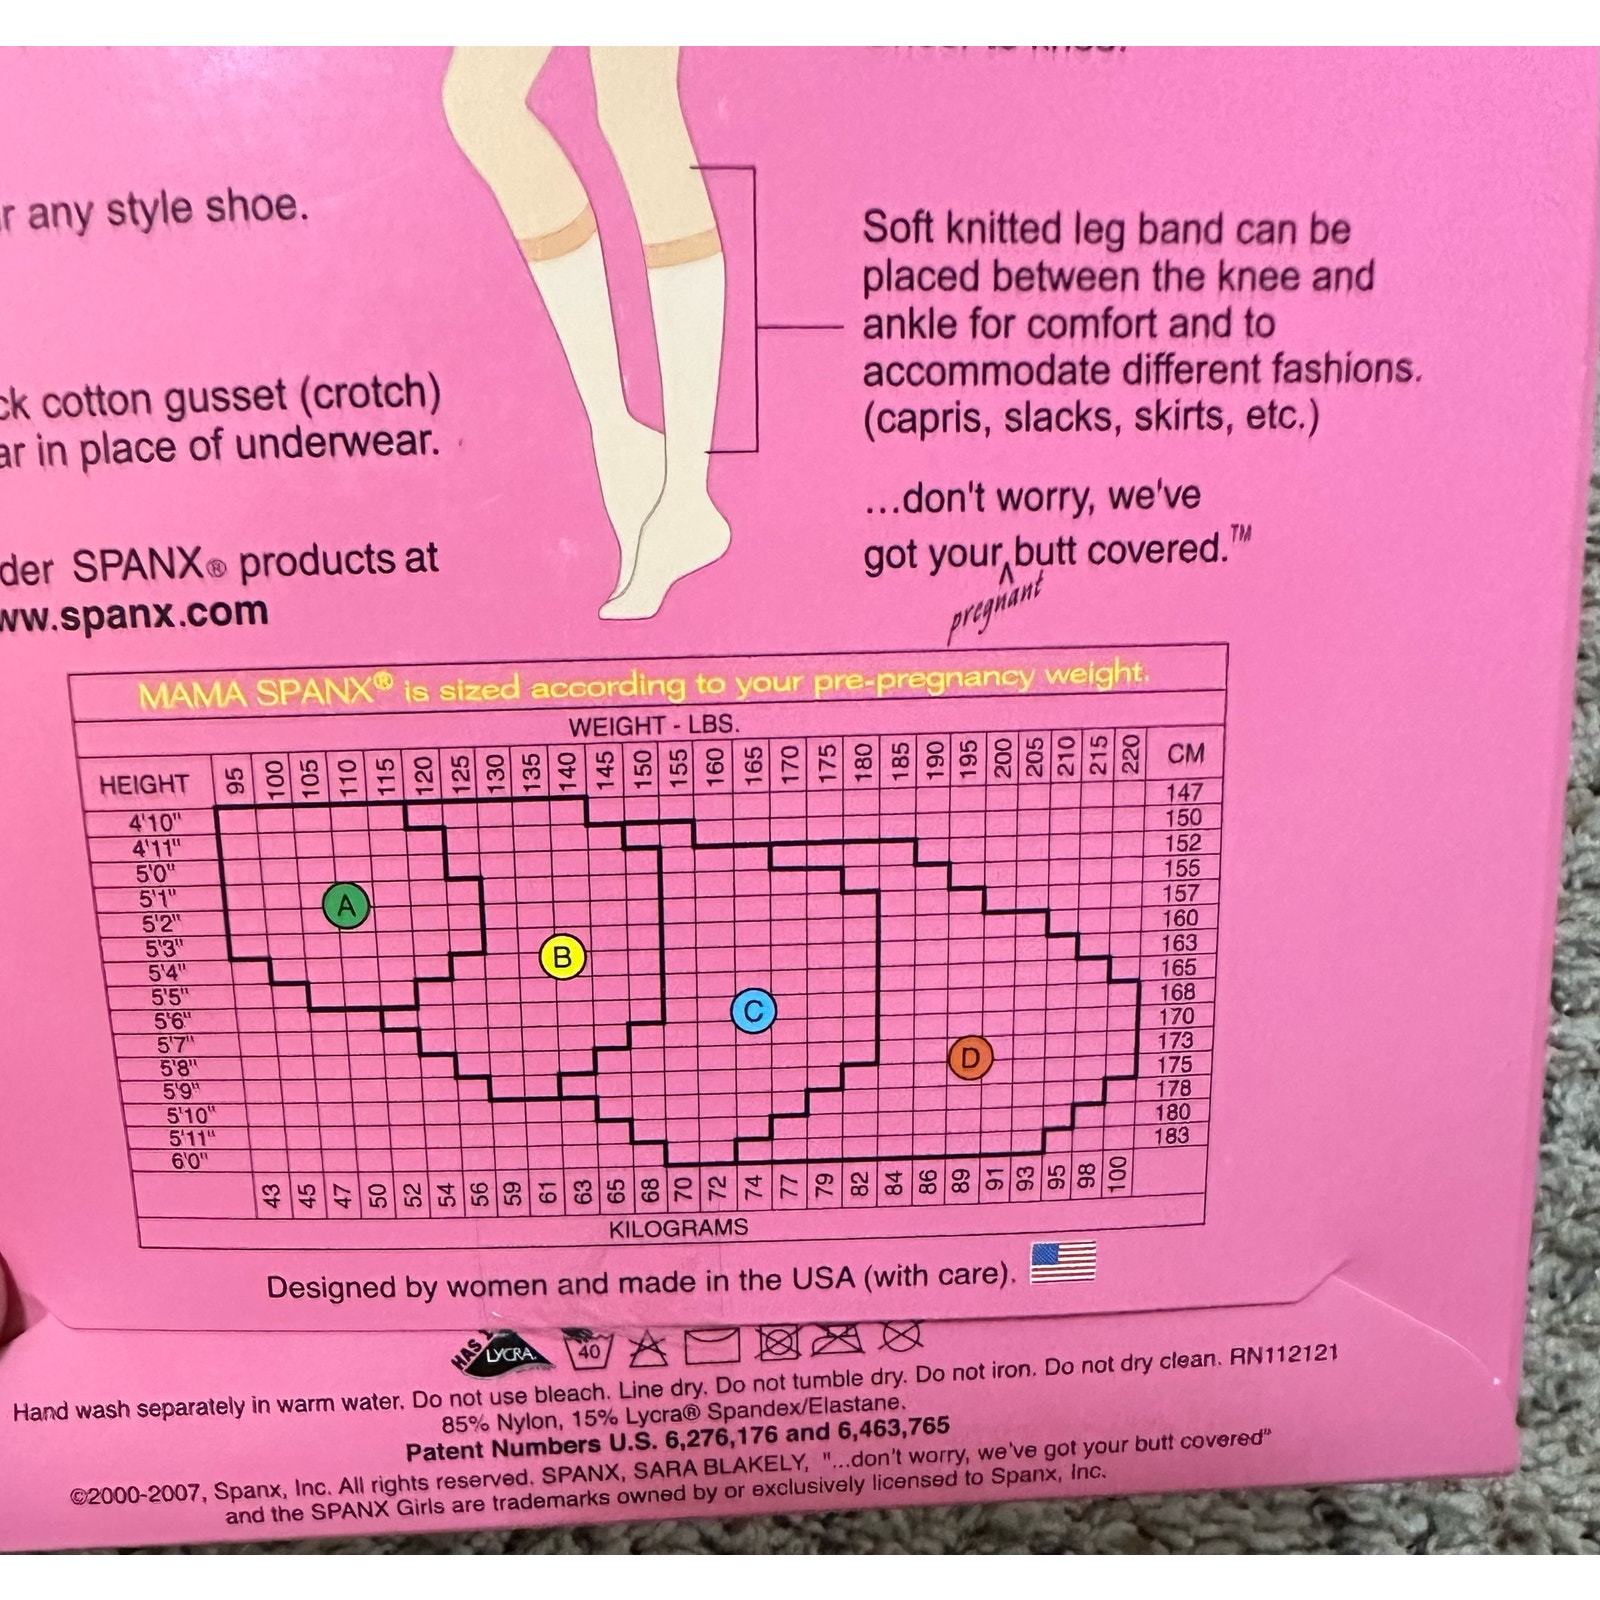 r any style shoe.
ck cotton gusset (crotch)
ar in place of underwear.
der SPANX® products at
ww.spanx.com
Soft knitted leg band can be
placed between the knee and
ankle for comfort and to
accommodate different fashions.
(capris, slacks, skirts, etc.)
...don't worry, we've
got your butt covered.™
pregnant
MAMA SPANX® is sized according to your pre-pregnancy weight.
WEIGHT - LBS.
HEIGHT 95 100 105 110 115 120 125 130 135 140 145 150 155 160 165 170 175 180 185 190 195 200 205 210 215 220 CM
147
4'10" 150
4'11" 152
5'0" 155
5'1" A 157
5'2" 160
5'3" B 163
5'4" 165
5'5" 168
5'6" C 170
5'7" 173
5'8" D 175
5'9" 178
5'10" 180
5'11" 183
6'0"
43 45 47 50 52 54 56 59 61 63 65 68 70 72 74 77 79 82 84 86 89 91 93 95 98 100
KILOGRAMS
Designed by women and made in the USA (with care).
HAS LYCRA. 40
Hand wash separately in warm water. Do not use bleach. Line dry. Do not tumble dry. Do not iron. Do not dry clean. RN112121
85% Nylon, 15% Lycra® Spandex/Elastane.
Patent Numbers U.S. 6,276,176 and 6,463,765
©2000-2007, Spanx, Inc. All rights reserved. SPANX, SARA BLAKELY, "...don't worry, we've got your butt covered"
and the SPANX Girls are trademarks owned by or exclusively licensed to Spanx, Inc.